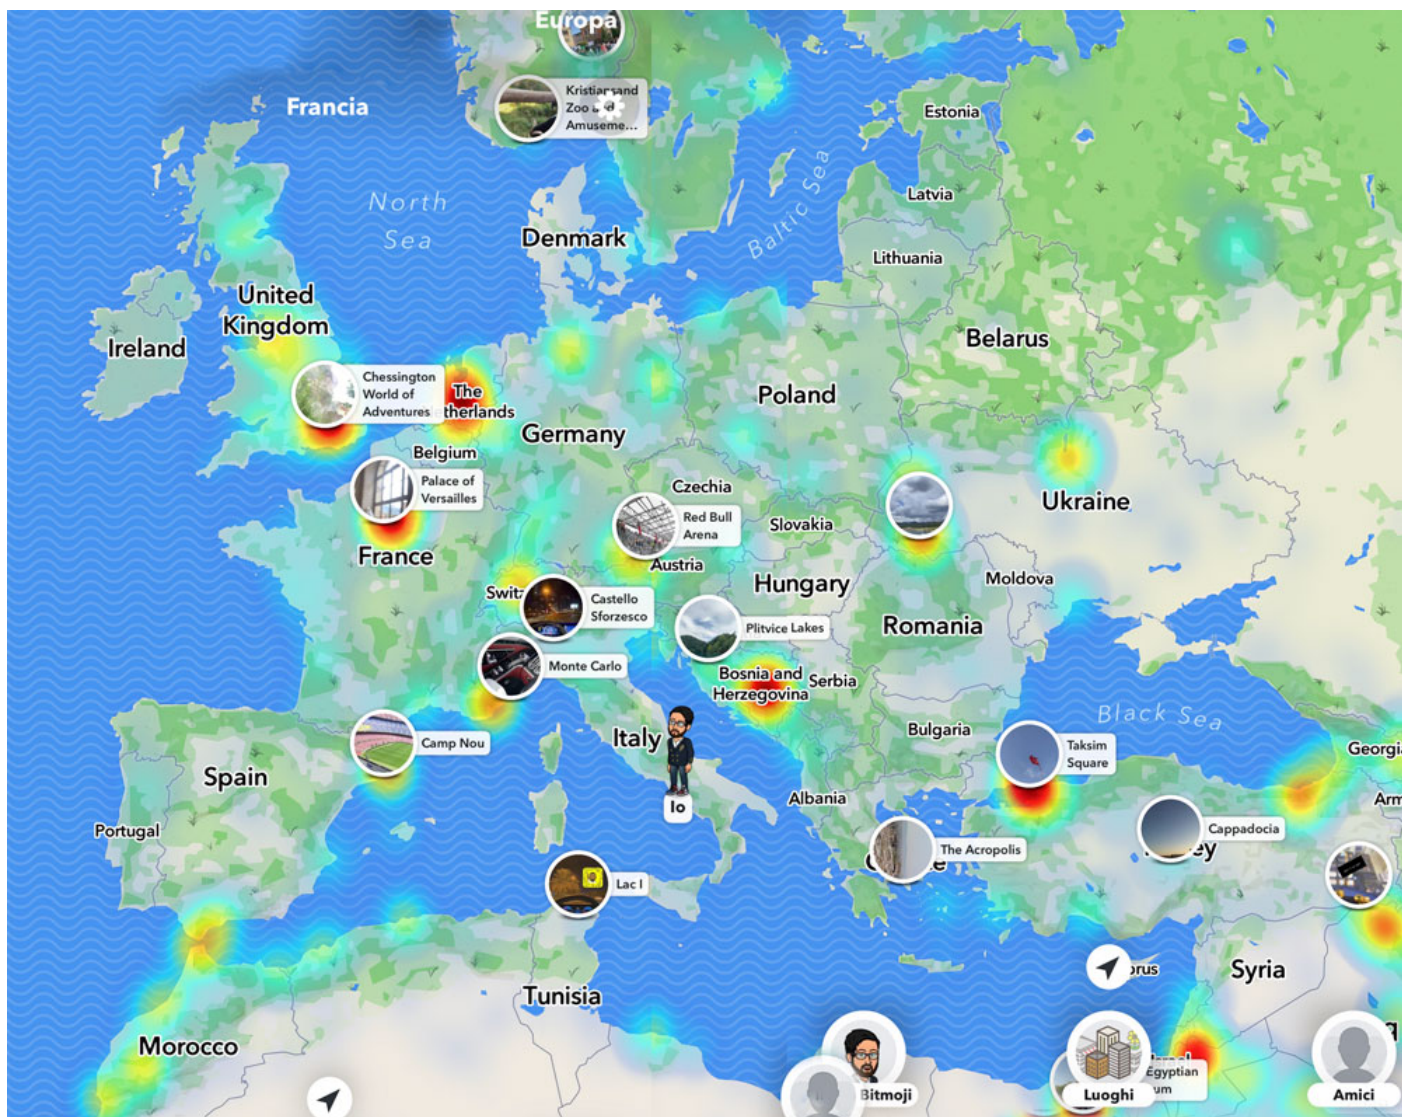 Europa
Kristiansand
Zoo and
Amuseme...
Francia
Estonia
North
Sea
Baltic Sea
Latvia
Denmark
Lithuania
United
Kingdom
Ireland
Belarus
Chessington
World of
Adventures
The
Netherlands
Poland
Germany
Belgium
Palace of
Versailles
Czechia
Ukraine
Red Bull
Arena
Slovakia
France
Austria
Moldova
Hungary
Castello
Sforzesco
Plitvice Lakes
Romania
Monte Carlo
Bosnia and
Herzegovina
Serbia
Black Sea
Bulgaria
Camp Nou
Italy
Taksim
Square
Georgia
Spain
Albania
Io
Portugal
Cappadocia
The Acropolis
Lac I
Syria
Tunisia
Morocco
Egyptian
Bitmoji
Luoghi
Amici